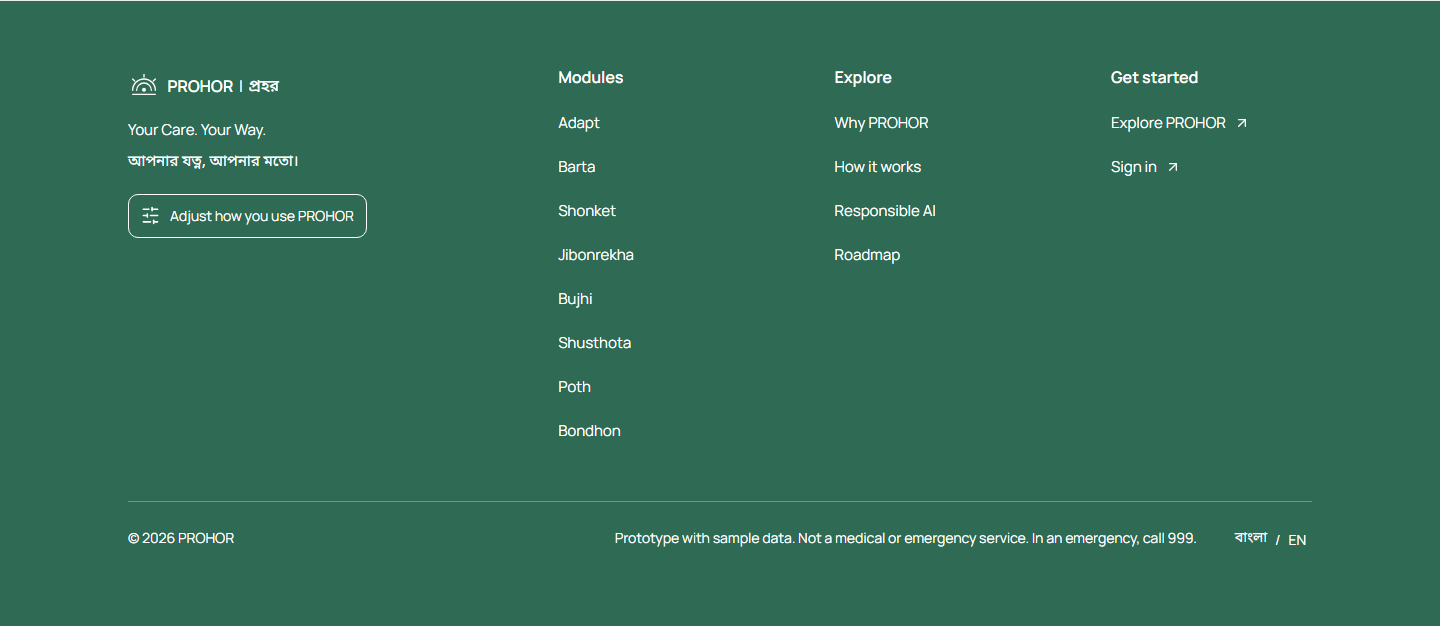 PROHOR | প্রহর
Your Care. Your Way.
আপনার যত্ন, আপনার মতো।
Adjust how you use PROHOR
Modules
Adapt
Barta
Shonket
Jibonrekha
Bujhi
Shusthota
Poth
Bondhon
Explore
Why PROHOR
How it works
Responsible AI
Roadmap
Get started
Explore PROHOR
Sign in
© 2026 PROHOR
Prototype with sample data. Not a medical or emergency service. In an emergency, call 999.
বাংলা / EN